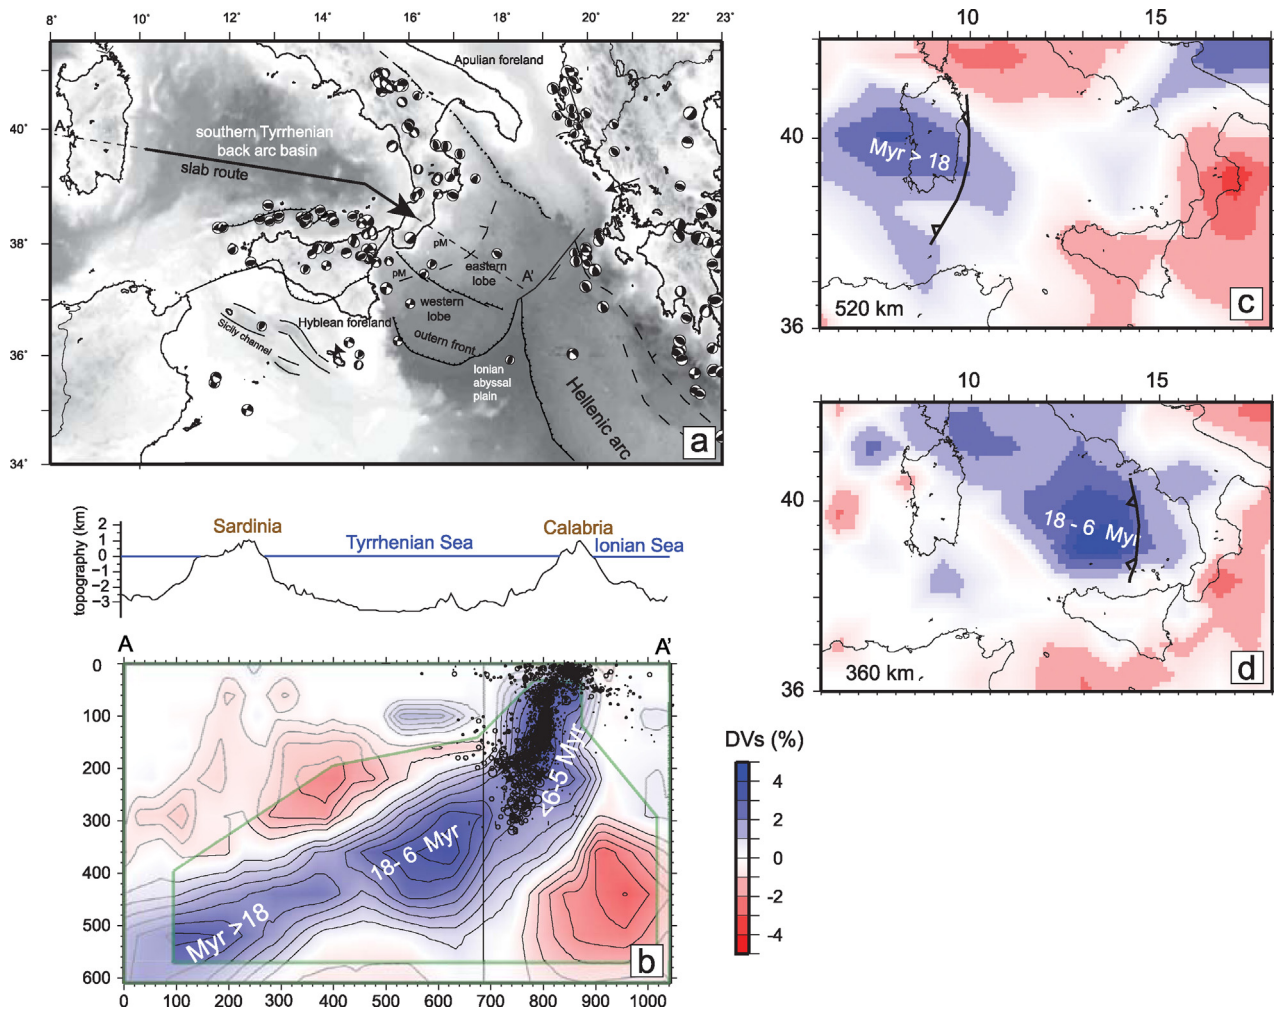 8° 10° 12° 14° 16° 18° 20° 22° 23°
40°
38°
36°
34°
Apulian foreland
A
southern Tyrrhenian
back arc basin
slab route
pM
pM
eastern
lobe
A'
western
lobe
Hyblean foreland
outern front
Sicily channel
Ionian
abyssal
plain
Hellenic arc
a
10 15
40
Myr > 18
36
520 km
c
10 15
40
18 - 6 Myr
36
360 km
d
topography (km)
2
1
0
−1
−2
−3
Sardinia
Tyrrhenian Sea
Calabria
Ionian Sea
A A'
0
100
200
300
400
500
600
Myr >18
18- 6 Myr
<6-5 Myr
b
0 100 200 300 400 500 600 700 800 900 1000
DVs (%)
4
2
0
-2
-4